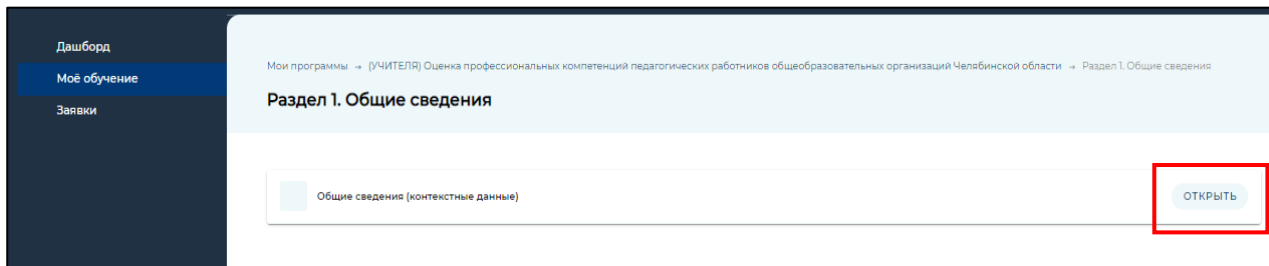 Дашборд
Моё обучение
Заявки
Мои программы → (УЧИТЕЛЯ) Оценка профессиональных компетенций педагогических работников общеобразовательных организаций Челябинской области → Раздел 1. Общие сведения
Раздел 1. Общие сведения
Общие сведения (контекстные данные)
ОТКРЫТЬ